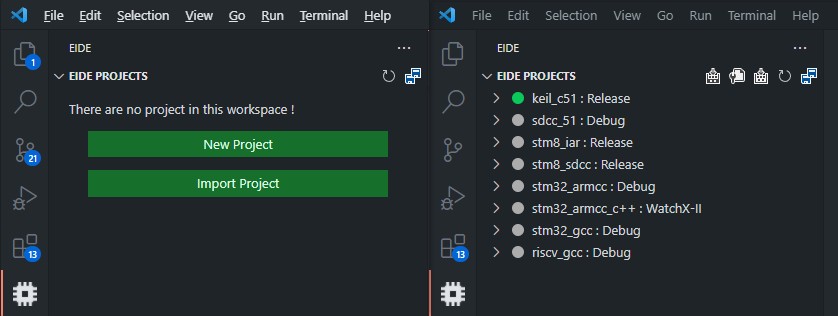 File Edit Selection View Go Run Terminal Help
EIDE
EIDE PROJECTS
1
There are no project in this workspace !
New Project
21
Import Project
13
File Edit Selection View Go Run Terminal Help
EIDE
EIDE PROJECTS
keil_c51 : Release
sdcc_51 : Debug
stm8_iar : Release
stm8_sdcc : Release
stm32_armcc : Debug
stm32_armcc_c++ : WatchX-II
stm32_gcc : Debug
riscv_gcc : Debug
13